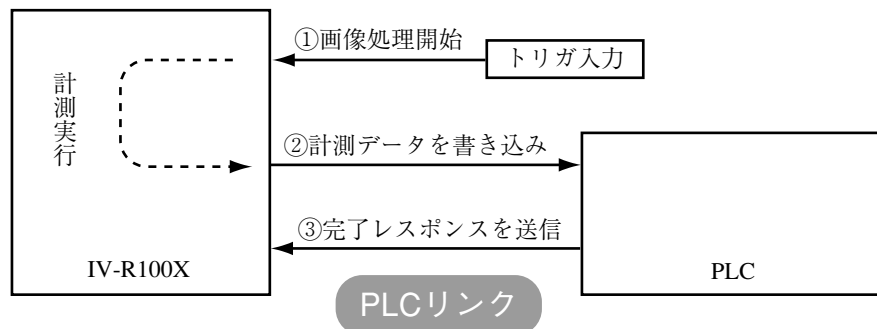 ①画像処理開始
トリガ入力
計測実行
②計測データを書き込み
③完了レスポンスを送信
IV-R100X
PLC
PLCリンク